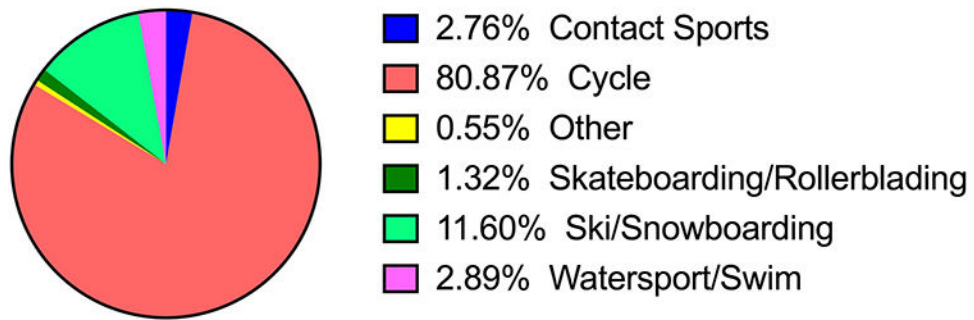 2.76% Contact Sports
80.87% Cycle
0.55% Other
1.32% Skateboarding/Rollerblading
11.60% Ski/Snowboarding
2.89% Watersport/Swim